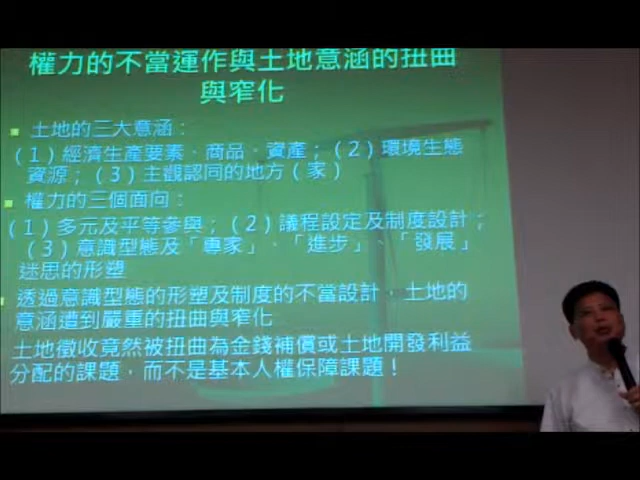 權力的不當運作與土地意涵的扭曲
與窄化
土地的三大意涵：
（1）經濟生產要素、商品、資產；（2）環境生態
資源；（3）主觀認同的地方（家）
權力的三個面向：
（1）多元及平等參與；（2）議程設定及制度設計；
（3）意識型態及「專家」、「進步」、「發展」
迷思的形塑
透過意識型態的形塑及制度的不當設計，土地的
意涵遭到嚴重的扭曲與窄化
土地徵收竟然被扭曲為金錢補償或土地開發利益
分配的課題，而不是基本人權保障課題！